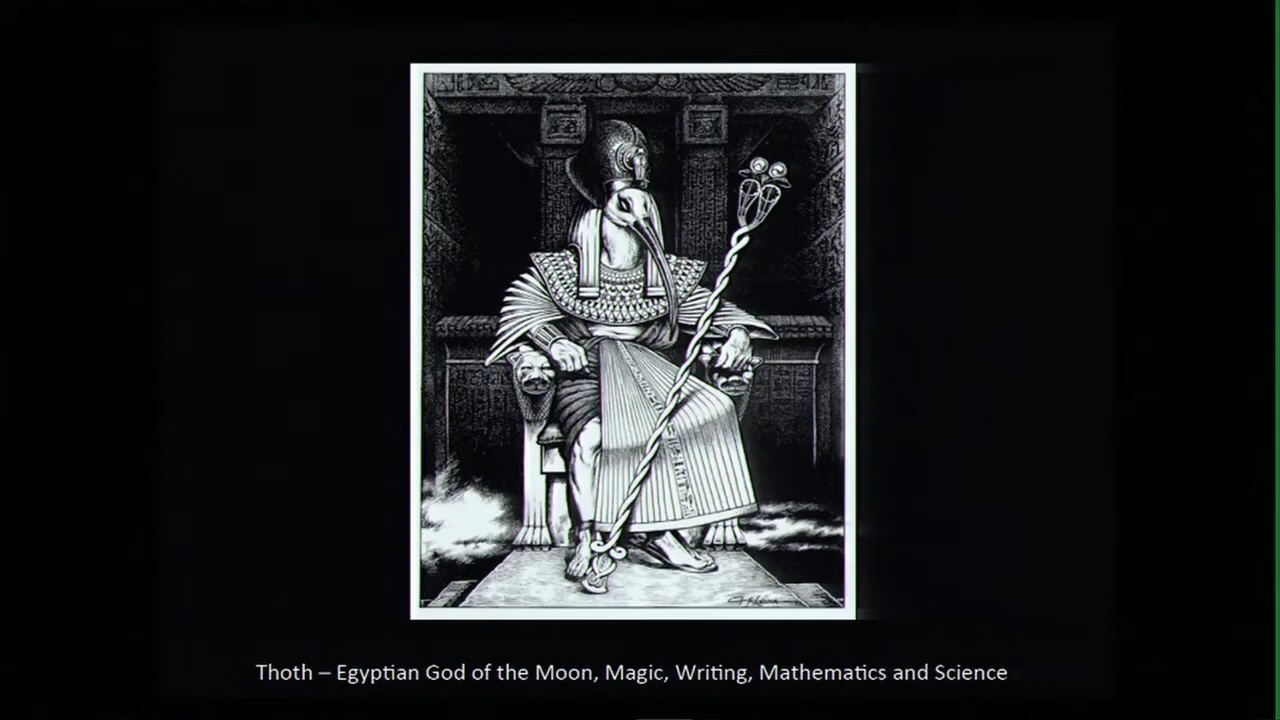 Thoth – Egyptian God of the Moon, Magic, Writing, Mathematics and Science